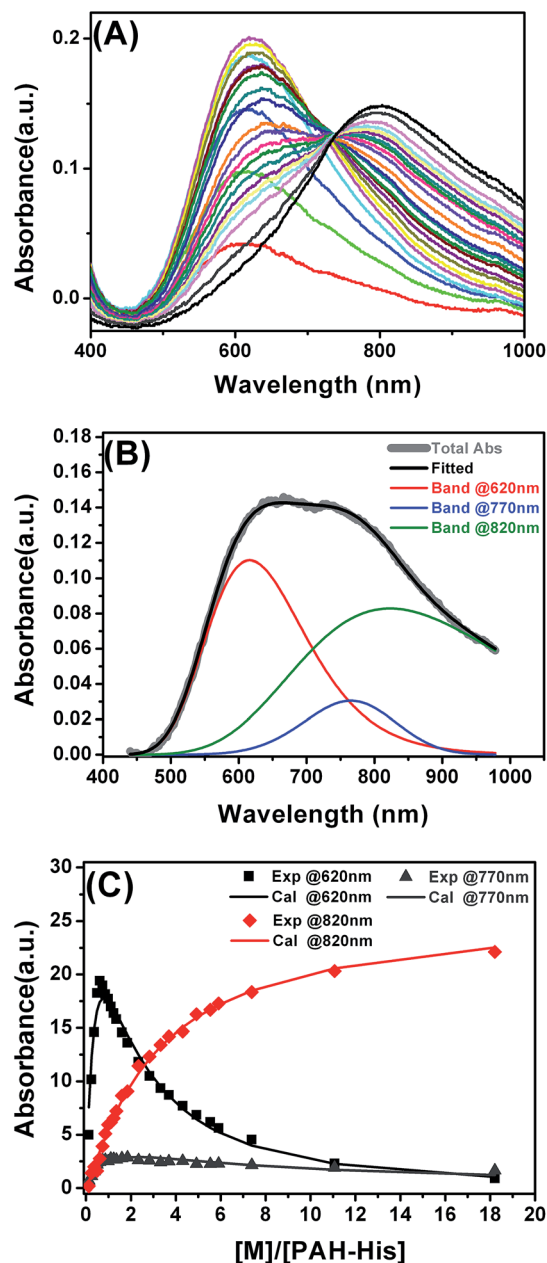 (A)
0.2
0.1
0.0
Absorbance(a.u.)
400 600 800 1000
Wavelength (nm)
(B)
0.18
0.16
0.14
0.12
0.10
0.08
0.06
0.04
0.02
0.00
Absorbance(a.u.)
Total Abs
Fitted
Band @620nm
Band @770nm
Band @820nm
400 500 600 700 800 900 1000
Wavelength (nm)
(C)
30
25
20
15
10
5
0
Absorbance(a.u.)
Exp @620nm
Cal @620nm
Exp @820nm
Cal @820nm
Exp @770nm
Cal @770nm
0 2 4 6 8 10 12 14 16 18 20
[M]/[PAH-His]